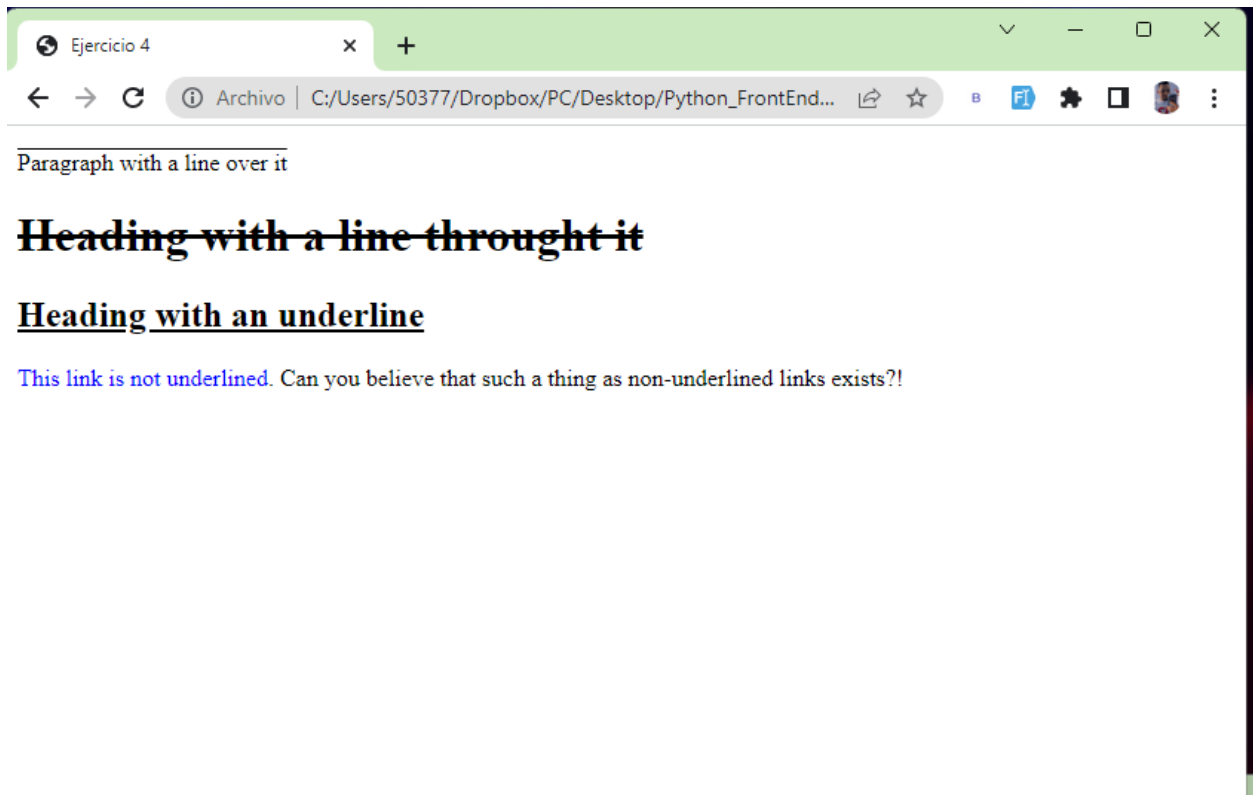 Ejercicio 4
Archivo C:/Users/50377/Dropbox/PC/Desktop/Python_FrontEnd...
B FI
Paragraph with a line over it
Heading with a line throught it
Heading with an underline
This link is not underlined. Can you believe that such a thing as non-underlined links exists?!